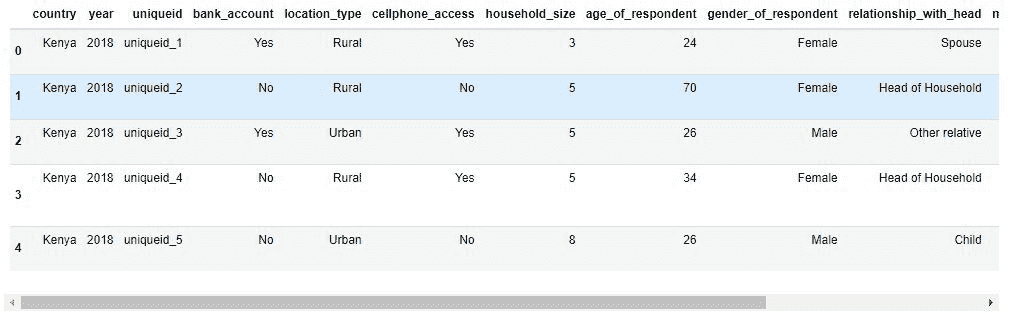 country year uniqueid bank_account location_type cellphone_access household_size age_of_respondent gender_of_respondent relationship_with_head
0 Kenya 2018 uniqueid_1 Yes Rural Yes 3 24 Female Spouse
1 Kenya 2018 uniqueid_2 No Rural No 5 70 Female Head of Household
2 Kenya 2018 uniqueid_3 Yes Urban Yes 5 26 Male Other relative
3 Kenya 2018 uniqueid_4 No Rural Yes 5 34 Female Head of Household
4 Kenya 2018 uniqueid_5 No Urban No 8 26 Male Child